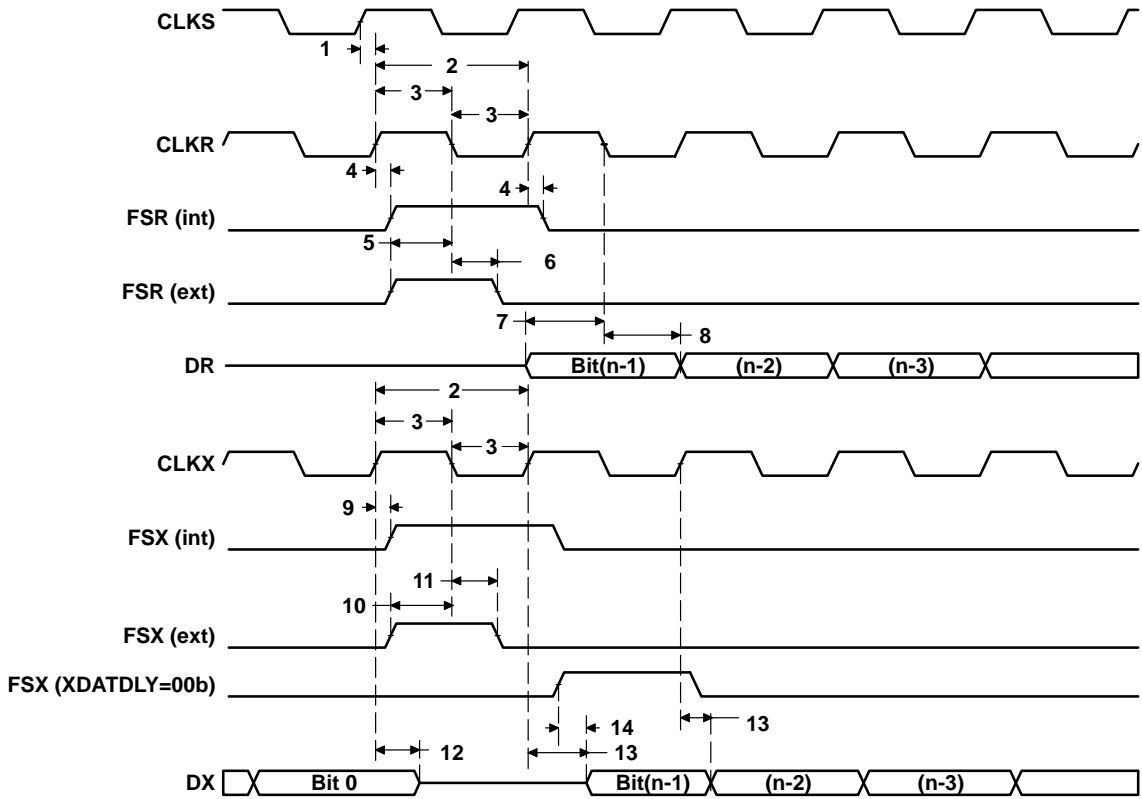 CLKS
1
2
3
3
CLKR
4
4
FSR (int)
5
6
FSR (ext)
7
8
DR Bit(n-1) (n-2) (n-3)
2
3
3
CLKX
9
FSX (int)
11
10
FSX (ext)
FSX (XDATDLY=00b)
14
13
12
13
DX Bit 0 Bit(n-1) (n-2) (n-3)